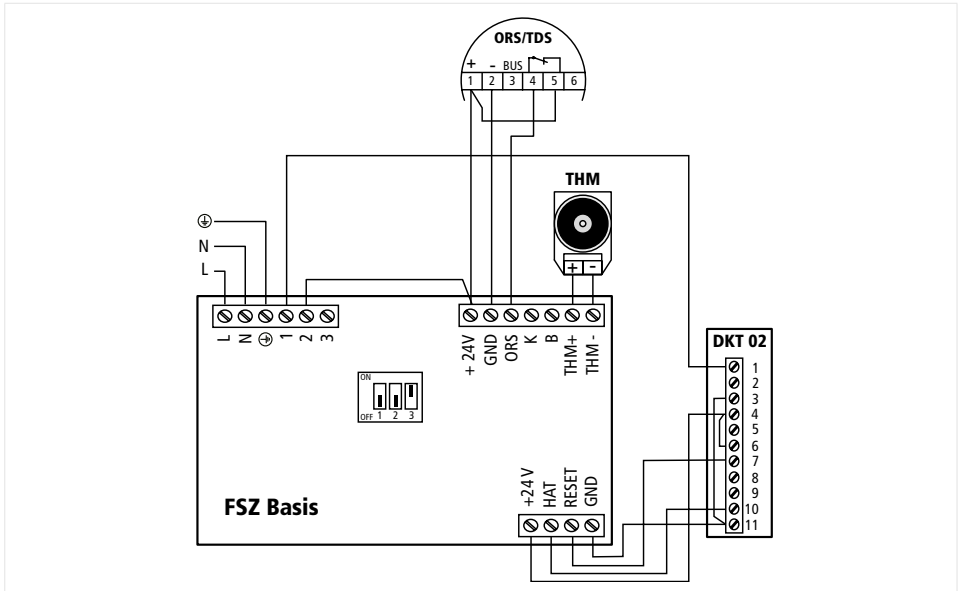 ORS/TDS
+ - BUS
1 2 3 4 5 6
THM
+ -
N
L
L
N
1
2
3
+ 24V
GND
ORS
K
B
THM+
THM -
DKT 02
1
2
3
4
5
6
7
8
9
10
11
ON
OFF 1 2 3
FSZ Basis
+24 V
HAT
RESET
GND